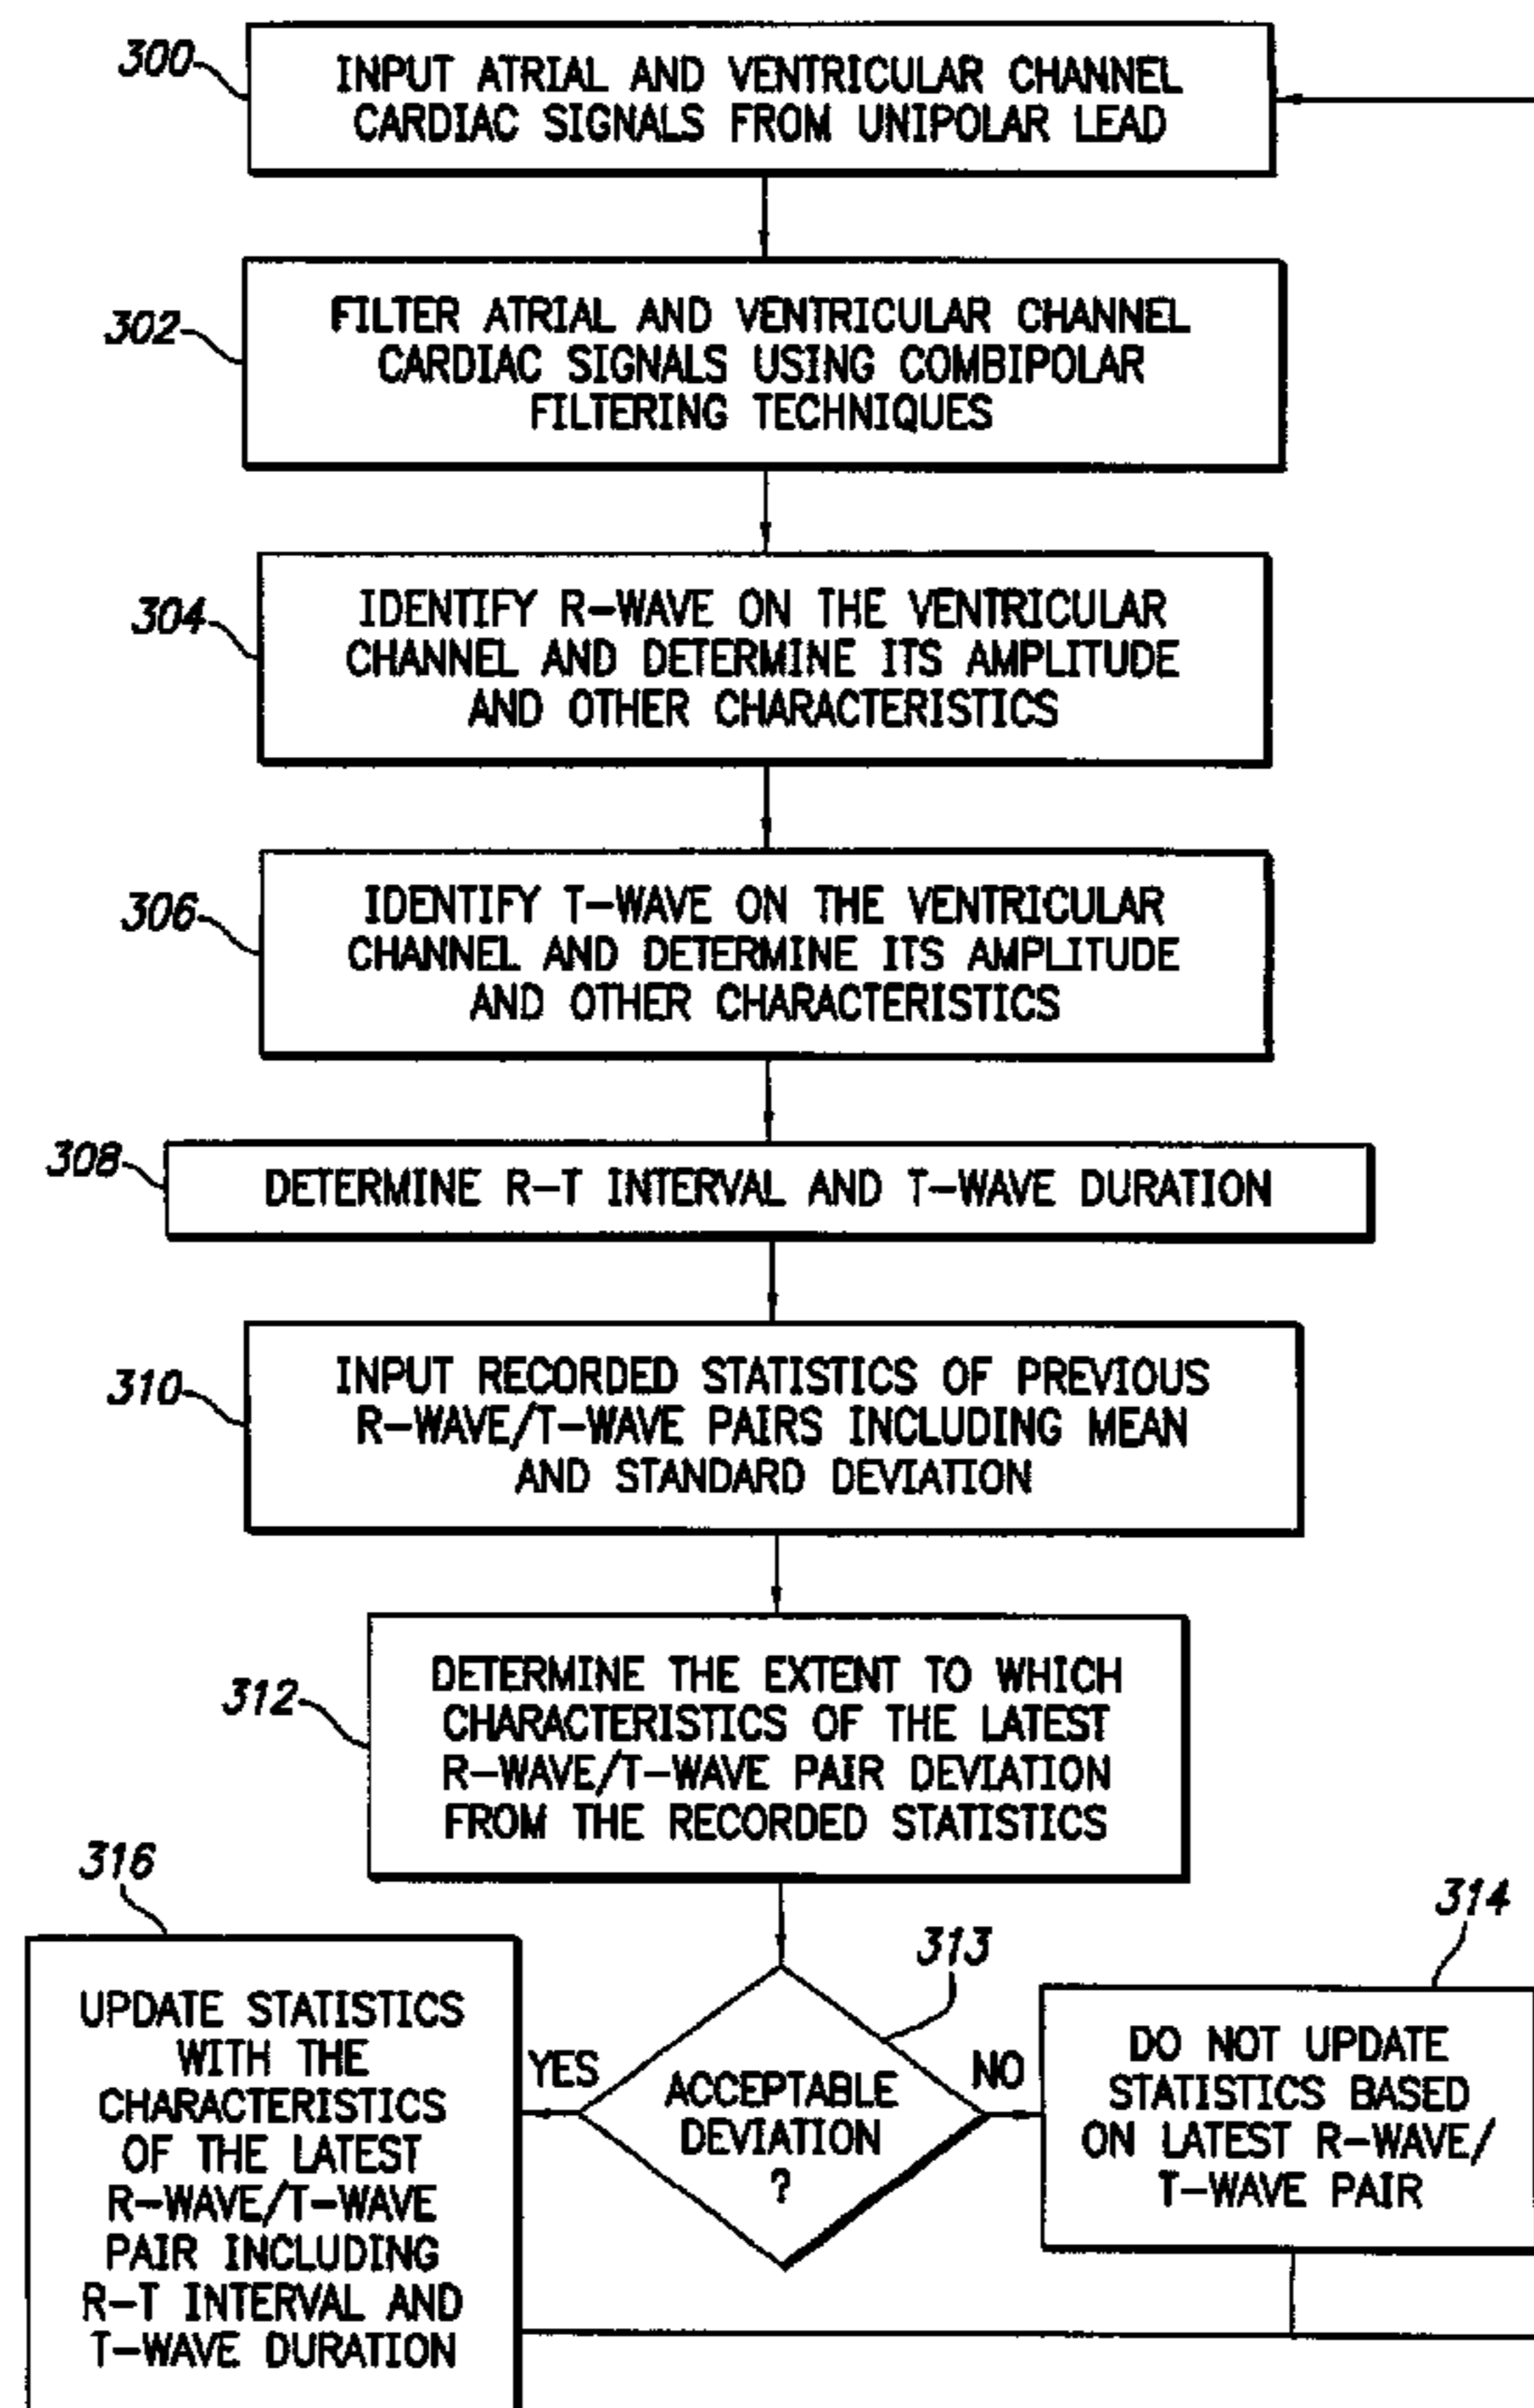 300
INPUT ATRIAL AND VENTRICULAR CHANNEL
CARDIAC SIGNALS FROM UNIPOLAR LEAD
302
FILTER ATRIAL AND VENTRICULAR CHANNEL
CARDIAC SIGNALS USING COMBIPOLAR
FILTERING TECHNIQUES
304
IDENTIFY R-WAVE ON THE VENTRICULAR
CHANNEL AND DETERMINE ITS AMPLITUDE
AND OTHER CHARACTERISTICS
306
IDENTIFY T-WAVE ON THE VENTRICULAR
CHANNEL AND DETERMINE ITS AMPLITUDE
AND OTHER CHARACTERISTICS
308
DETERMINE R-T INTERVAL AND T-WAVE DURATION
310
INPUT RECORDED STATISTICS OF PREVIOUS
R-WAVE/T-WAVE PAIRS INCLUDING MEAN
AND STANDARD DEVIATION
312
DETERMINE THE EXTENT TO WHICH
CHARACTERISTICS OF THE LATEST
R-WAVE/T-WAVE PAIR DEVIATION
FROM THE RECORDED STATISTICS
316
UPDATE STATISTICS
WITH THE
CHARACTERISTICS
OF THE LATEST
R-WAVE/T-WAVE
PAIR INCLUDING
R-T INTERVAL AND
T-WAVE DURATION
YES
313
ACCEPTABLE
DEVIATION
?
NO
314
DO NOT UPDATE
STATISTICS BASED
ON LATEST R-WAVE/
T-WAVE PAIR